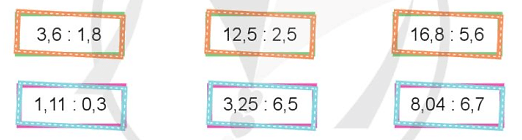 3,6 : 1,8 12,5 : 2,5 16,8 : 5,6
1,11 : 0,3 3,25 : 6,5 8,04 : 6,7